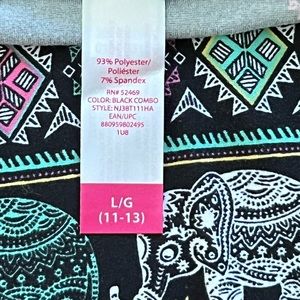 93% Polyester/
Poliéster
7% Spandex
RN# 52469
COLOR: BLACK COMBO
STYLE: NJ38T111HA
EAN/UPC
880959802495
1U8
L/G
(11-13)